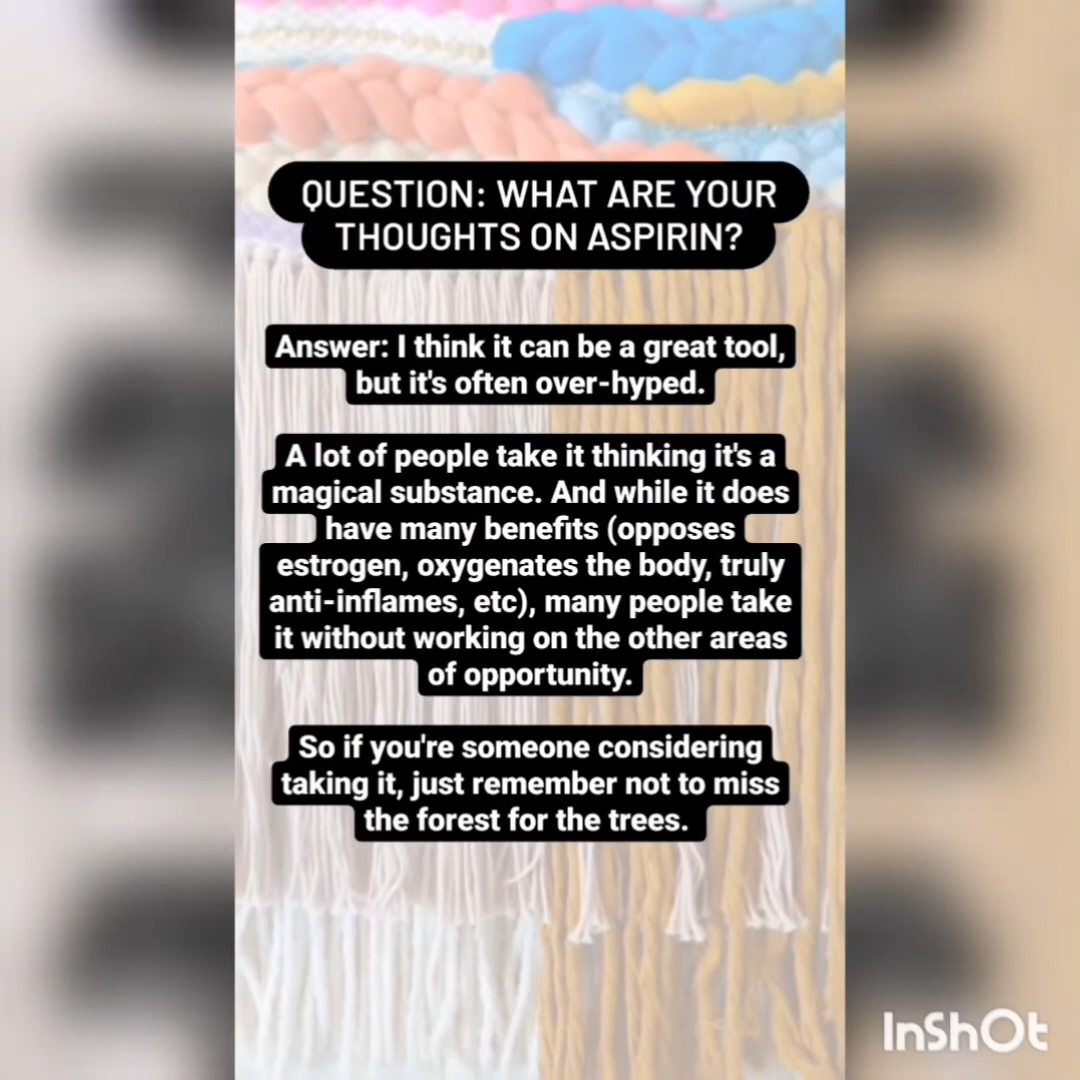 QUESTION: WHAT ARE YOUR
THOUGHTS ON ASPIRIN?
Answer: I think it can be a great tool,
but it's often over-hyped.
A lot of people take it thinking it's a
magical substance. And while it does
have many benefits (opposes
estrogen, oxygenates the body, truly
anti-inflames, etc), many people take
it without working on the other areas
of opportunity.
So if you're someone considering
taking it, just remember not to miss
the forest for the trees.
InShOt